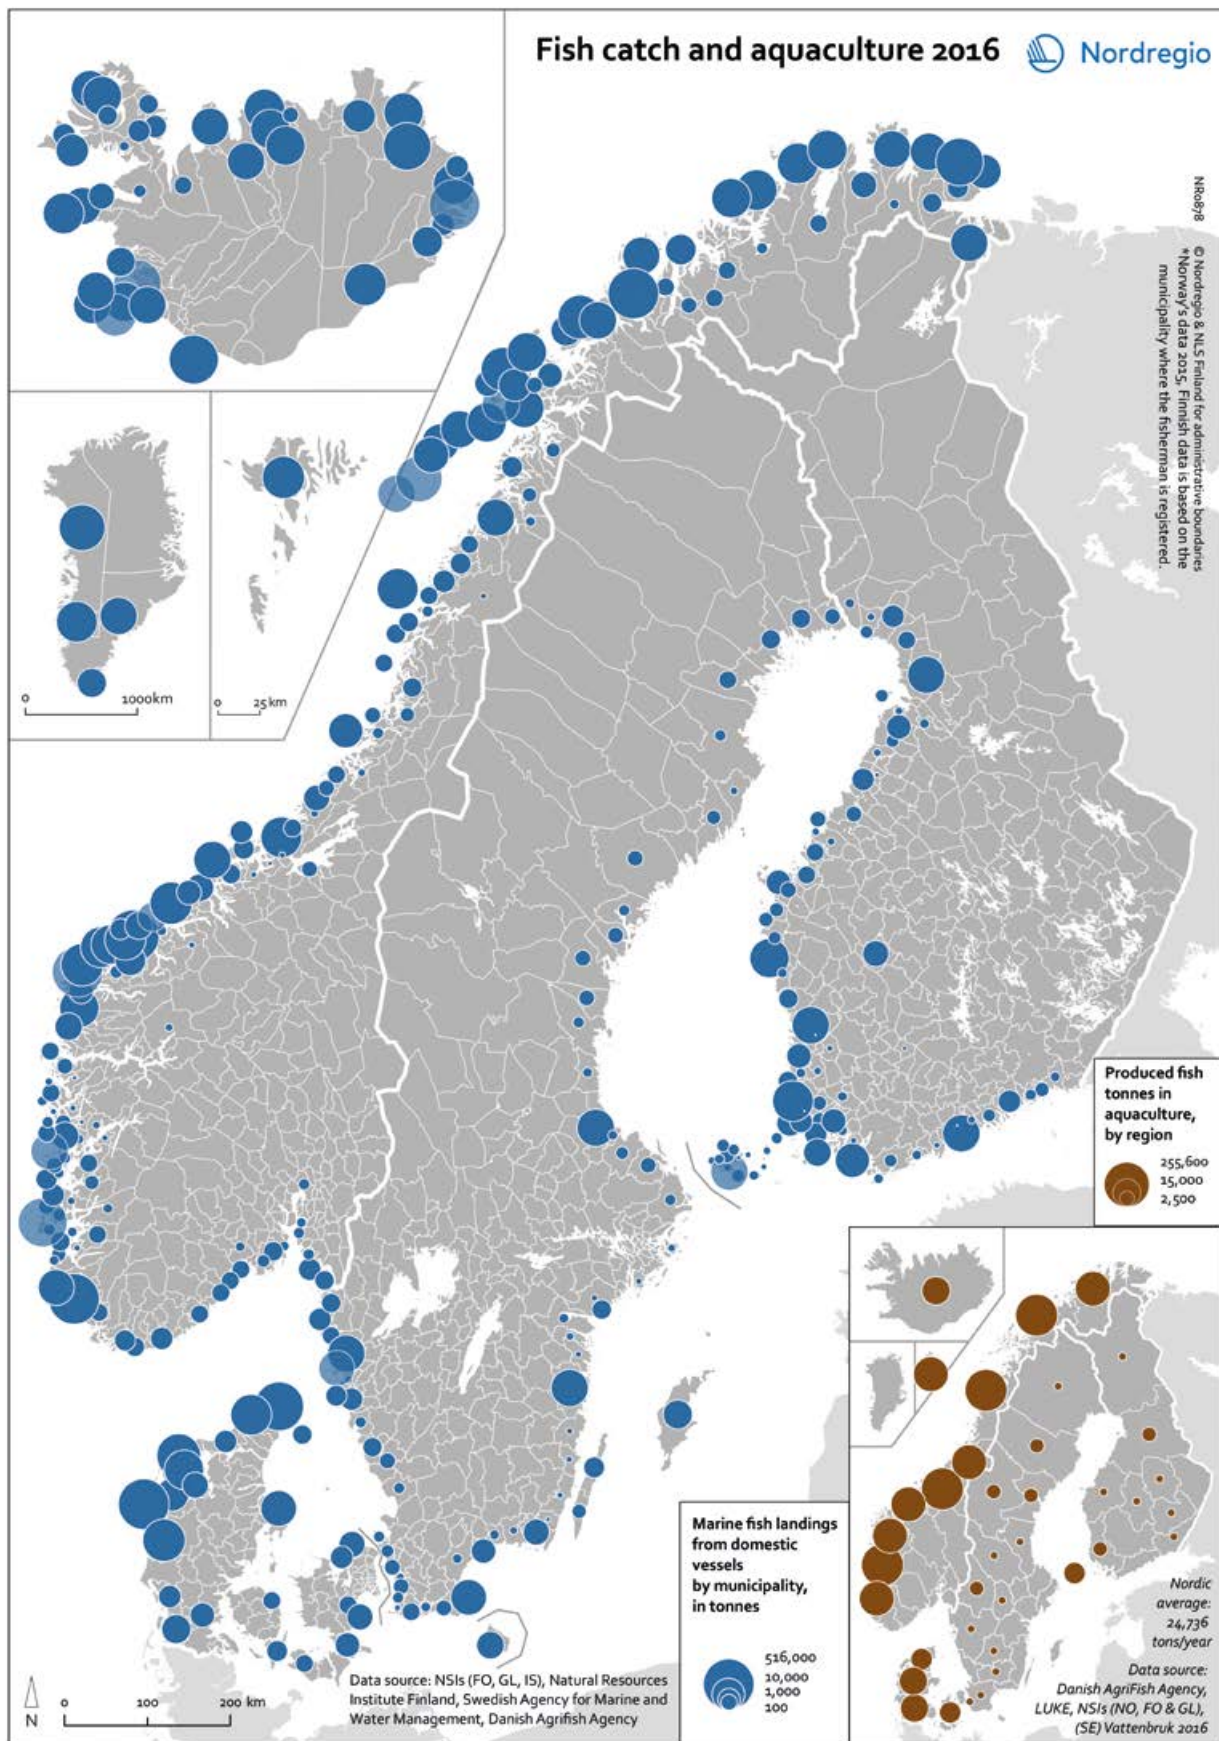 Fish catch and aquaculture 2016
Nordregio
NR0878
© Nordregio & NLS Finland for administrative boundaries
*Norway's data 2015, Finnish data is based on the
municipality where the fisherman is registered.
0 1000km
0 25 km
Produced fish
tonnes in
aquaculture,
by region
255,600
15,000
2,500
Marine fish landings
from domestic
vessels
by municipality,
in tonnes
516,000
10,000
1,000
100
Nordic
average:
24,736
tons/year
Data source:
Danish AgriFish Agency,
LUKE, NSIs (NO, FO & GL),
(SE) Vattenbruk 2016
N
0 100 200 km
Data source: NSIs (FO, GL, IS), Natural Resources
Institute Finland, Swedish Agency for Marine and
Water Management, Danish Agrifish Agency